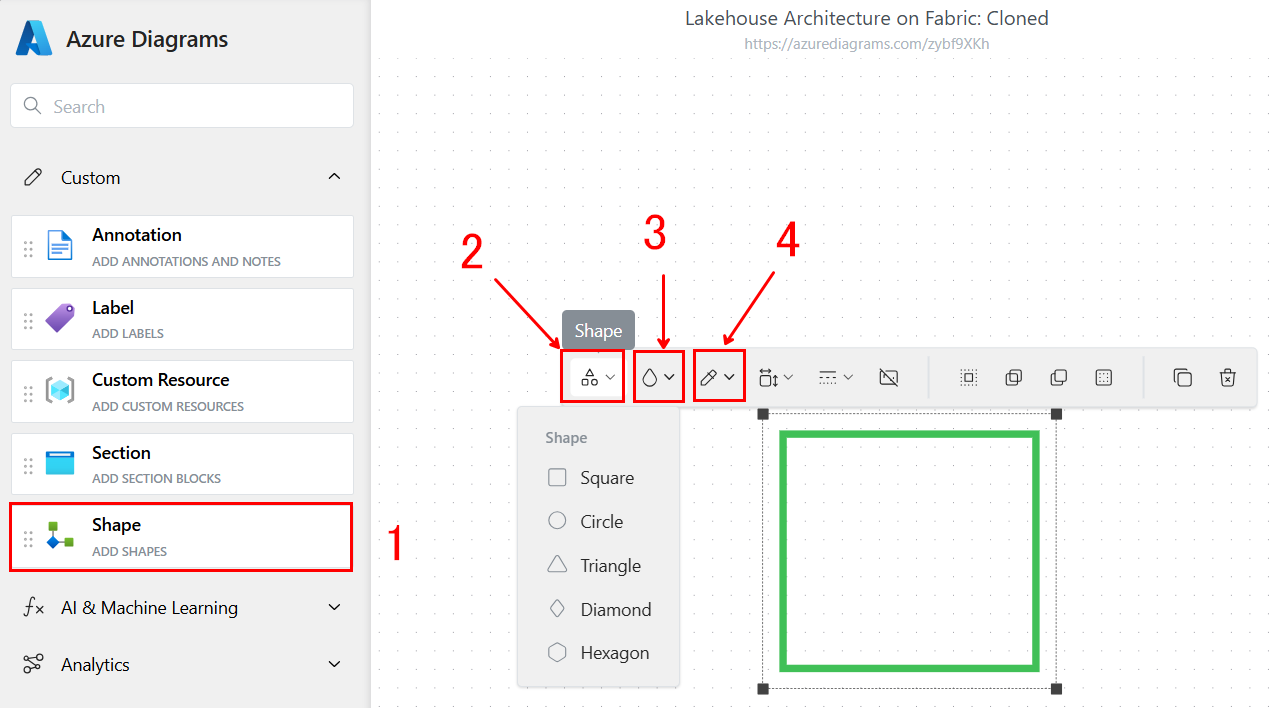 Azure Diagrams
Search
Custom
Annotation
ADD ANNOTATIONS AND NOTES
Label
ADD LABELS
Custom Resource
ADD CUSTOM RESOURCES
Section
ADD SECTION BLOCKS
Shape
ADD SHAPES
1
AI & Machine Learning
Analytics
Lakehouse Architecture on Fabric: Cloned
https://azurediagrams.com/zybf9XKh
2
3
4
Shape
Shape
Square
Circle
Triangle
Diamond
Hexagon